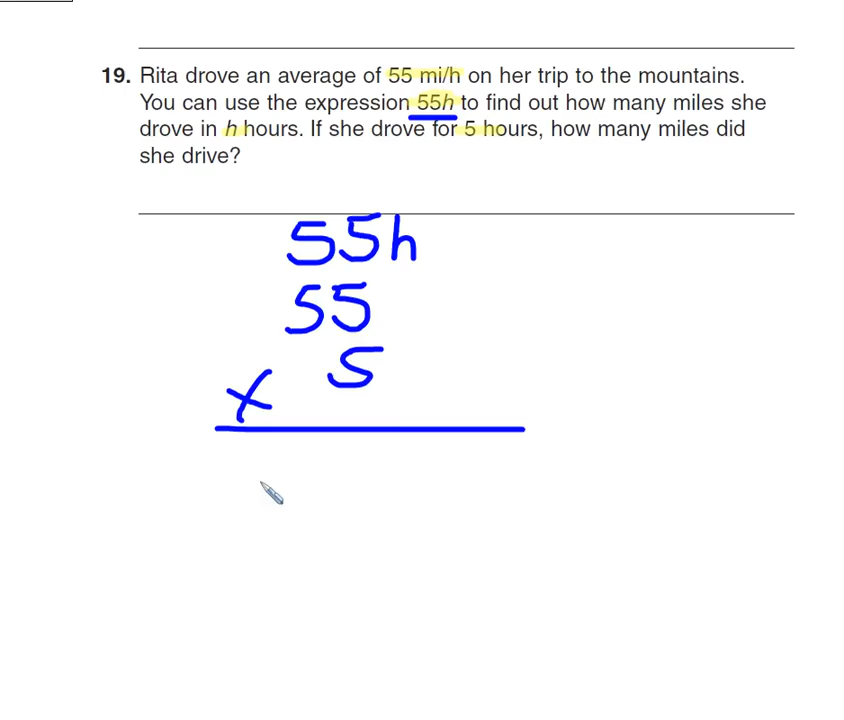 19. Rita drove an average of 55 mi/h on her trip to the mountains.
You can use the expression 55h to find out how many miles she
drove in h hours. If she drove for 5 hours, how many miles did
she drive?
55h
55
5
×